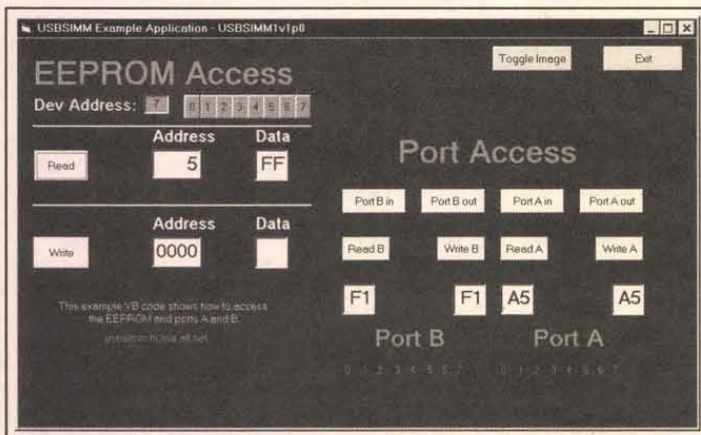 USBSIMM Example Application - USBSIMM1v1p0
Toggle Image Exit
EEPROM Access
Dev Address: 7 0 1 2 3 4 5 6 7
Address Data
Read 5 FF
Address Data
Write 0000
This example VB code shows how to access
the EEPROM and ports A and B.
Port Access
Port B in Port B out Port A in Port A out
Read B Write B Read A Write A
F1 F1 A5 A5
Port B Port A
2 3 4 5 6 7 0 1 2 3 4 5 6 7